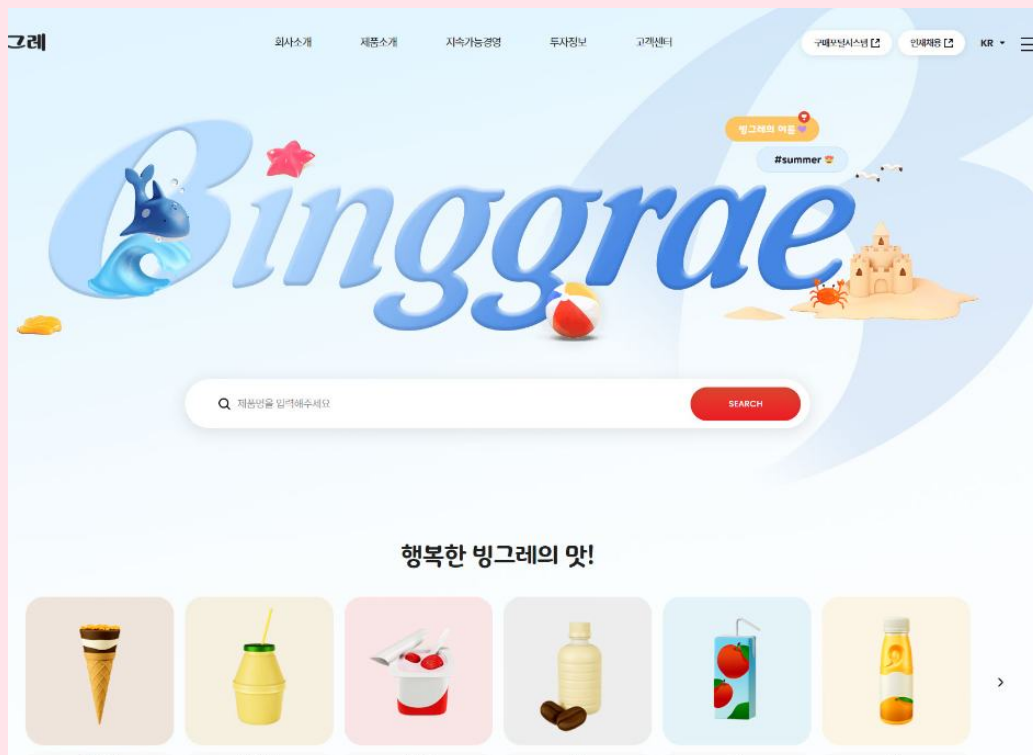 그레
회사소개 제품소개 지속가능경영 투자정보 고객센터 구매포털시스템 인재채용 KR
빙그레의 여름
#summer
Binggrae
제품명을 입력해주세요 SEARCH
행복한 빙그레의 맛!